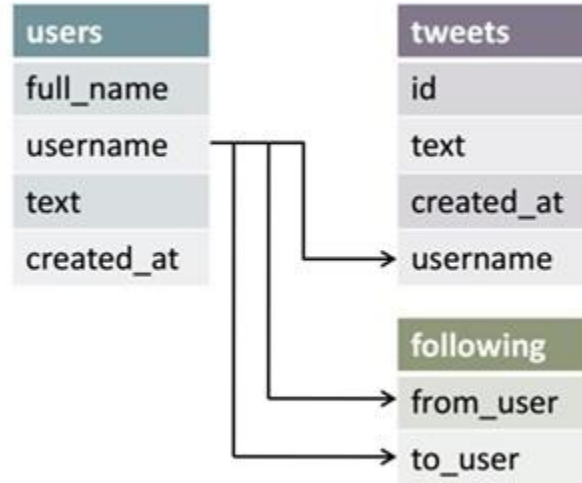 users
full_name
username
text
created_at
tweets
id
text
created_at
username
following
from_user
to_user